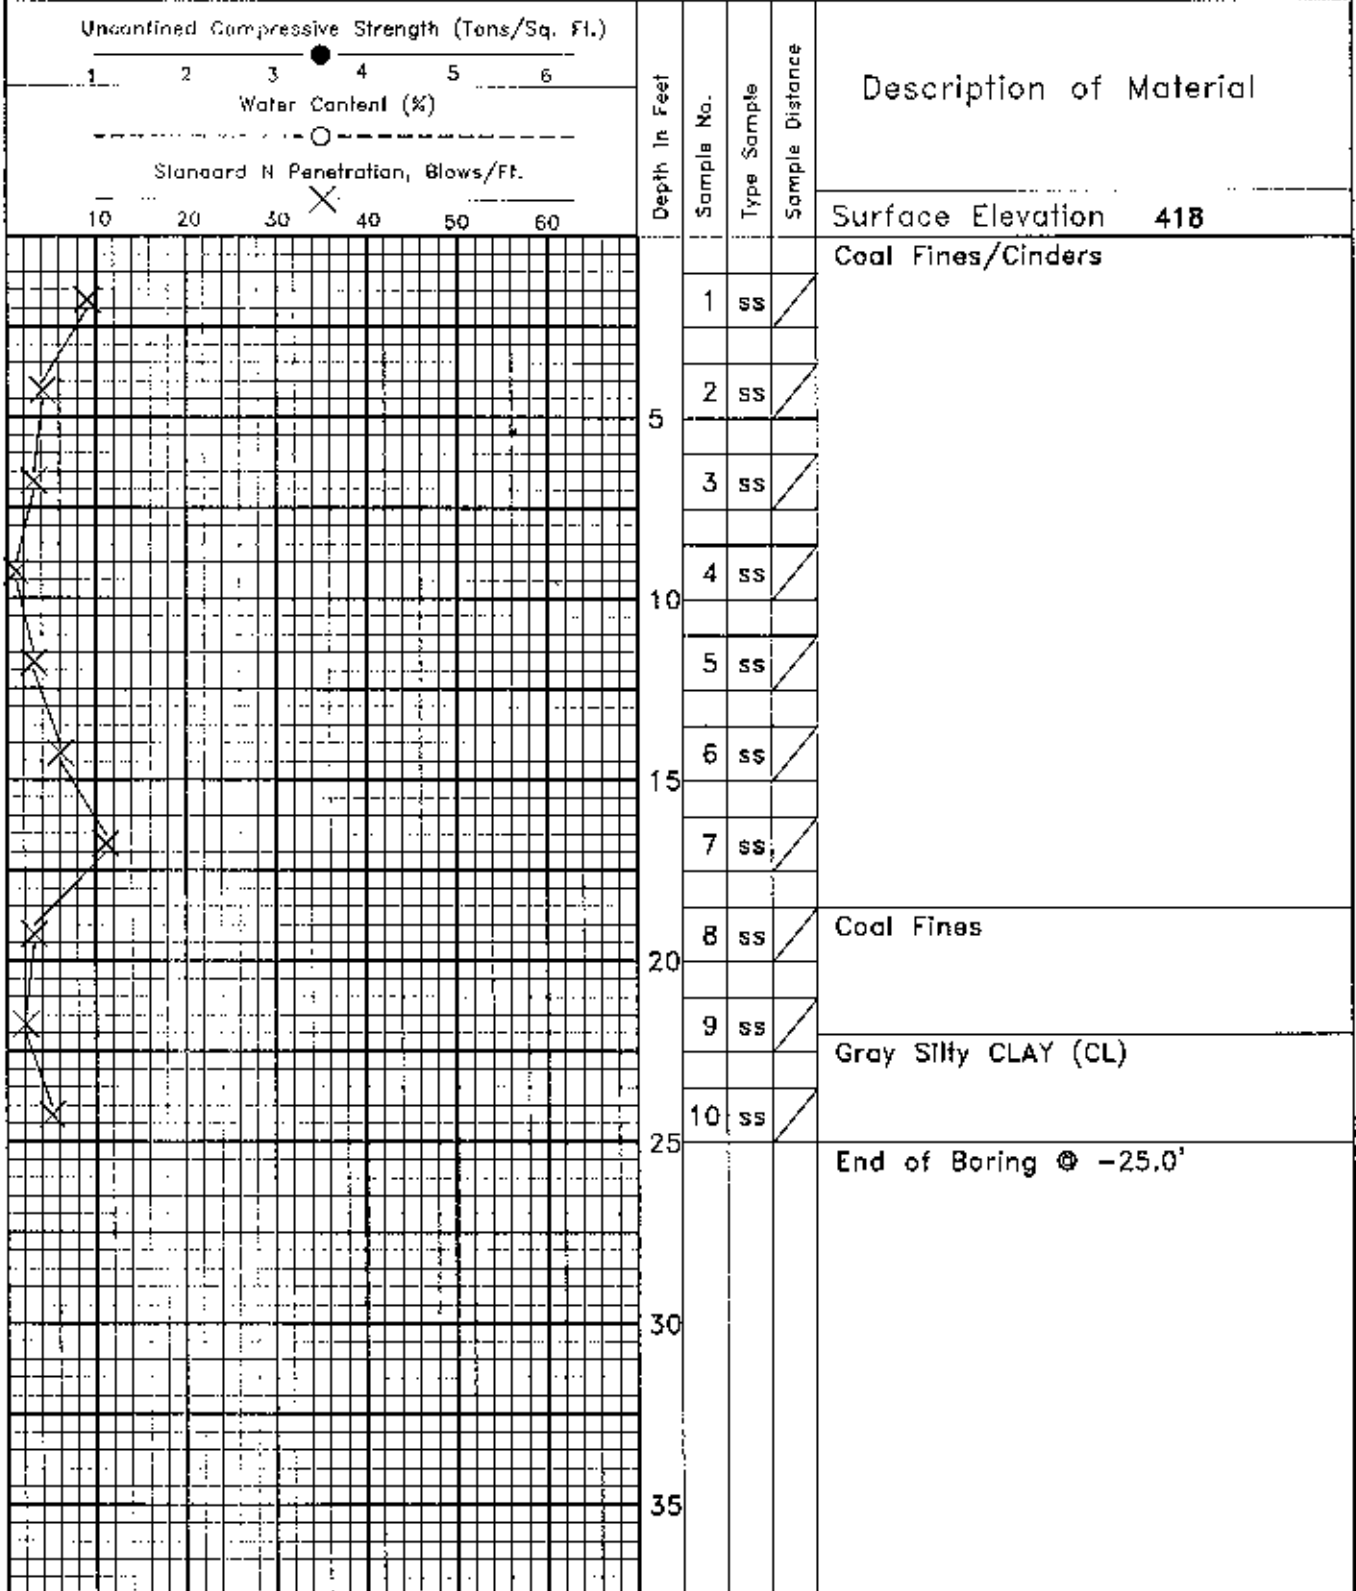 Unconfined Compressive Strength (Tons/Sq. Ft.)
1 2 3 4 5 6
Water Content (%)
Standard N Penetration, Blows/Ft.
10 20 30 40 50 60
Depth In Feet
Sample No.
Type Sample
Sample Distance
Description of Material
Surface Elevation 418
Coal Fines/Cinders
1 ss
2 ss
5
3 ss
4 ss
10
5 ss
6 ss
15
7 ss
8 ss
Coal Fines
20
9 ss
Gray Silty CLAY (CL)
10 ss
25
End of Boring @ -25.0'
30
35